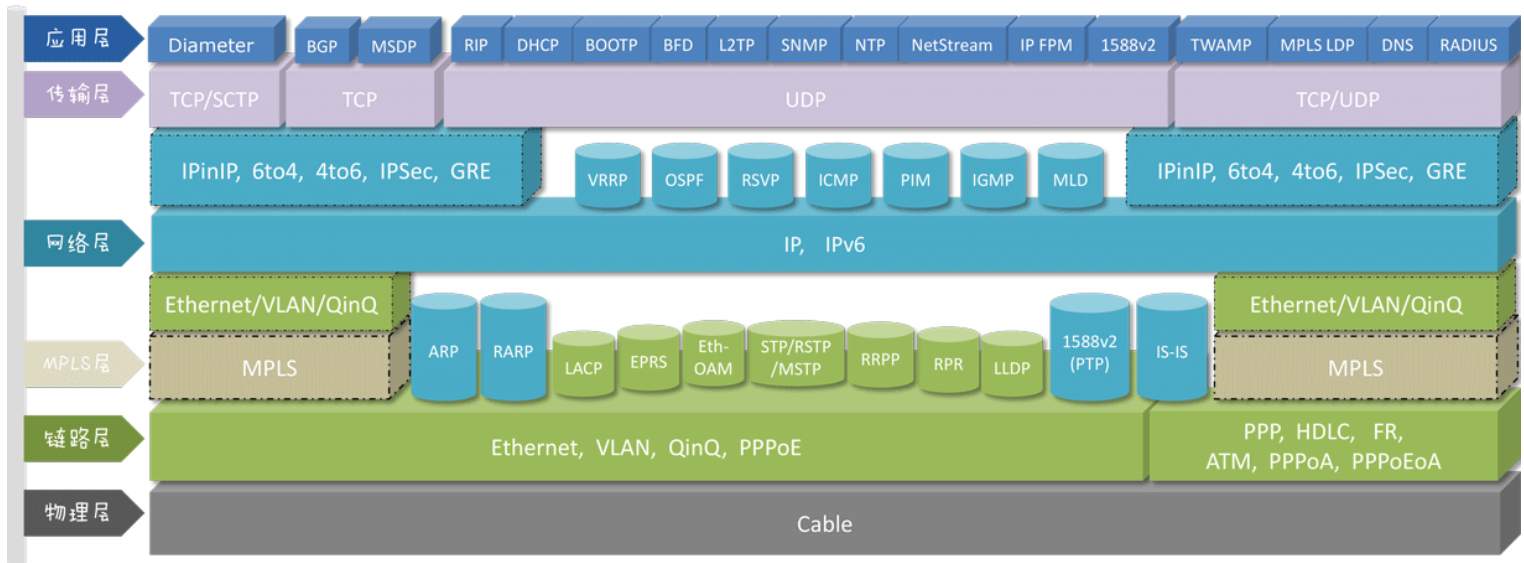 应用层
Diameter
BGP
MSDP
RIP
DHCP
BOOTP
BFD
L2TP
SNMP
NTP
NetStream
IP FPM
1588v2
TWAMP
MPLS LDP
DNS
RADIUS
传输层
TCP/SCTP
TCP
UDP
TCP/UDP
IPinIP, 6to4, 4to6, IPSec, GRE
VRRP
OSPF
RSVP
ICMP
PIM
IGMP
MLD
IPinIP, 6to4, 4to6, IPSec, GRE
网络层
IP, IPv6
Ethernet/VLAN/QinQ
Ethernet/VLAN/QinQ
MPLS层
MPLS
ARP
RARP
LACP
EPRS
Eth-
OAM
STP/RSTP
/MSTP
RRPP
RPR
LLDP
1588v2
(PTP)
IS-IS
MPLS
链路层
Ethernet, VLAN, QinQ, PPPoE
PPP, HDLC, FR,
ATM, PPPoA, PPPoEoA
物理层
Cable